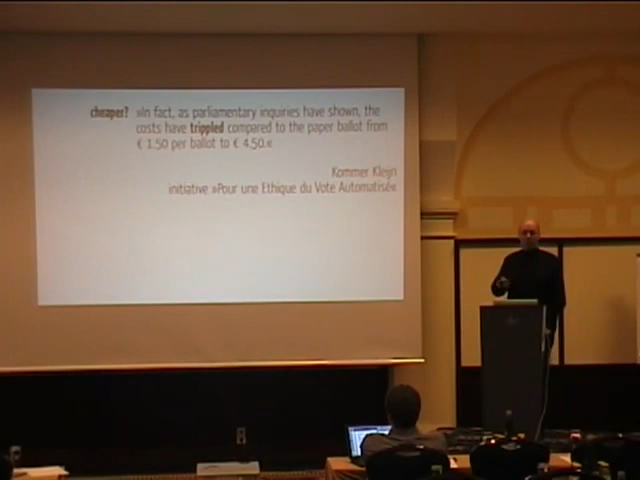 cheaper? »In fact, as parliamentary inquiries have shown, the
costs have trippled compared to the paper ballot from
€ 1.50 per ballot to € 4.50.«
Kommer Kleijn
initiative »Pour une Ethique du Vote Automatisé«